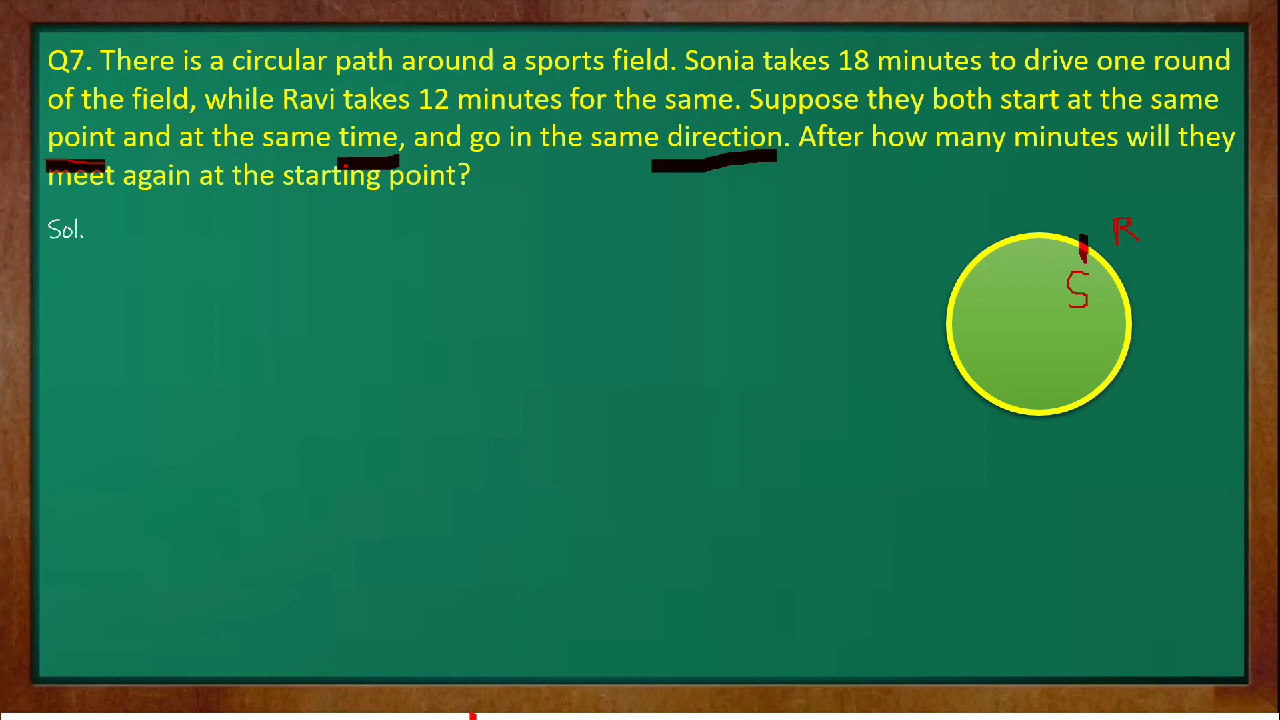 Q7. There is a circular path around a sports field. Sonia takes 18 minutes to drive one round
of the field, while Ravi takes 12 minutes for the same. Suppose they both start at the same
point and at the same time, and go in the same direction. After how many minutes will they
meet again at the starting point?
Sol.
R
S